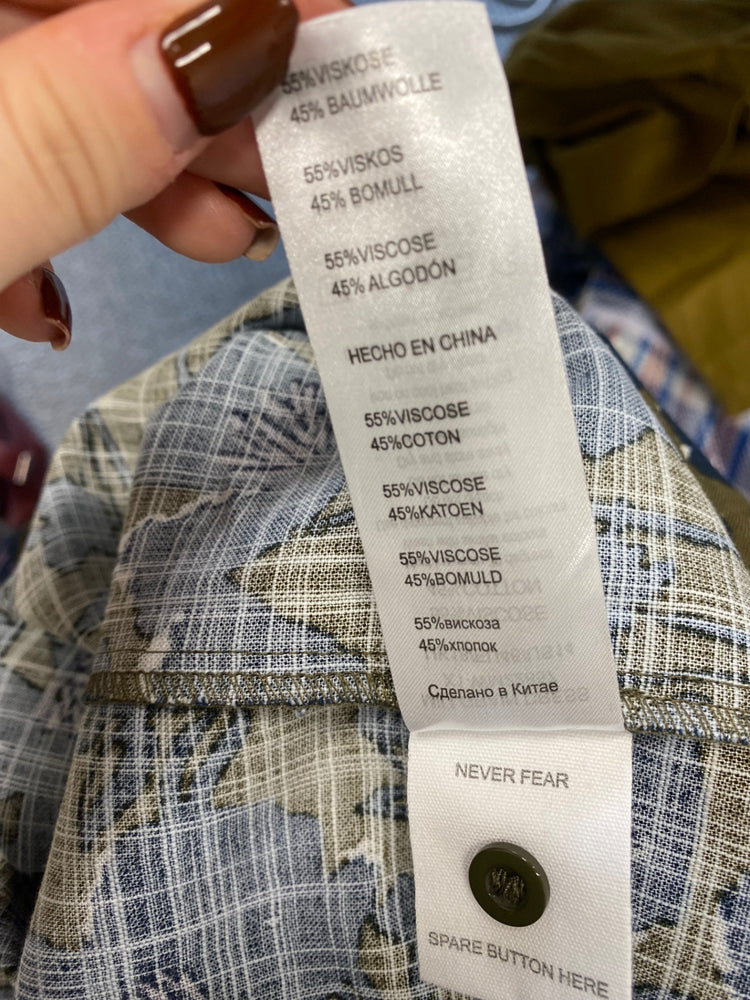 55%VISKOSE
45% BAUMWOLLE
55%VISKOS
45% BOMULL
55%VISCOSE
45% ALGODÓN
HECHO EN CHINA
55%VISCOSE
45%COTON
55%VISCOSE
45%KATOEN
55%VISCOSE
45%BOMULD
55%вискоза
45%хлопок
Сделано в Китае
NEVER FEAR
SPARE BUTTON HERE